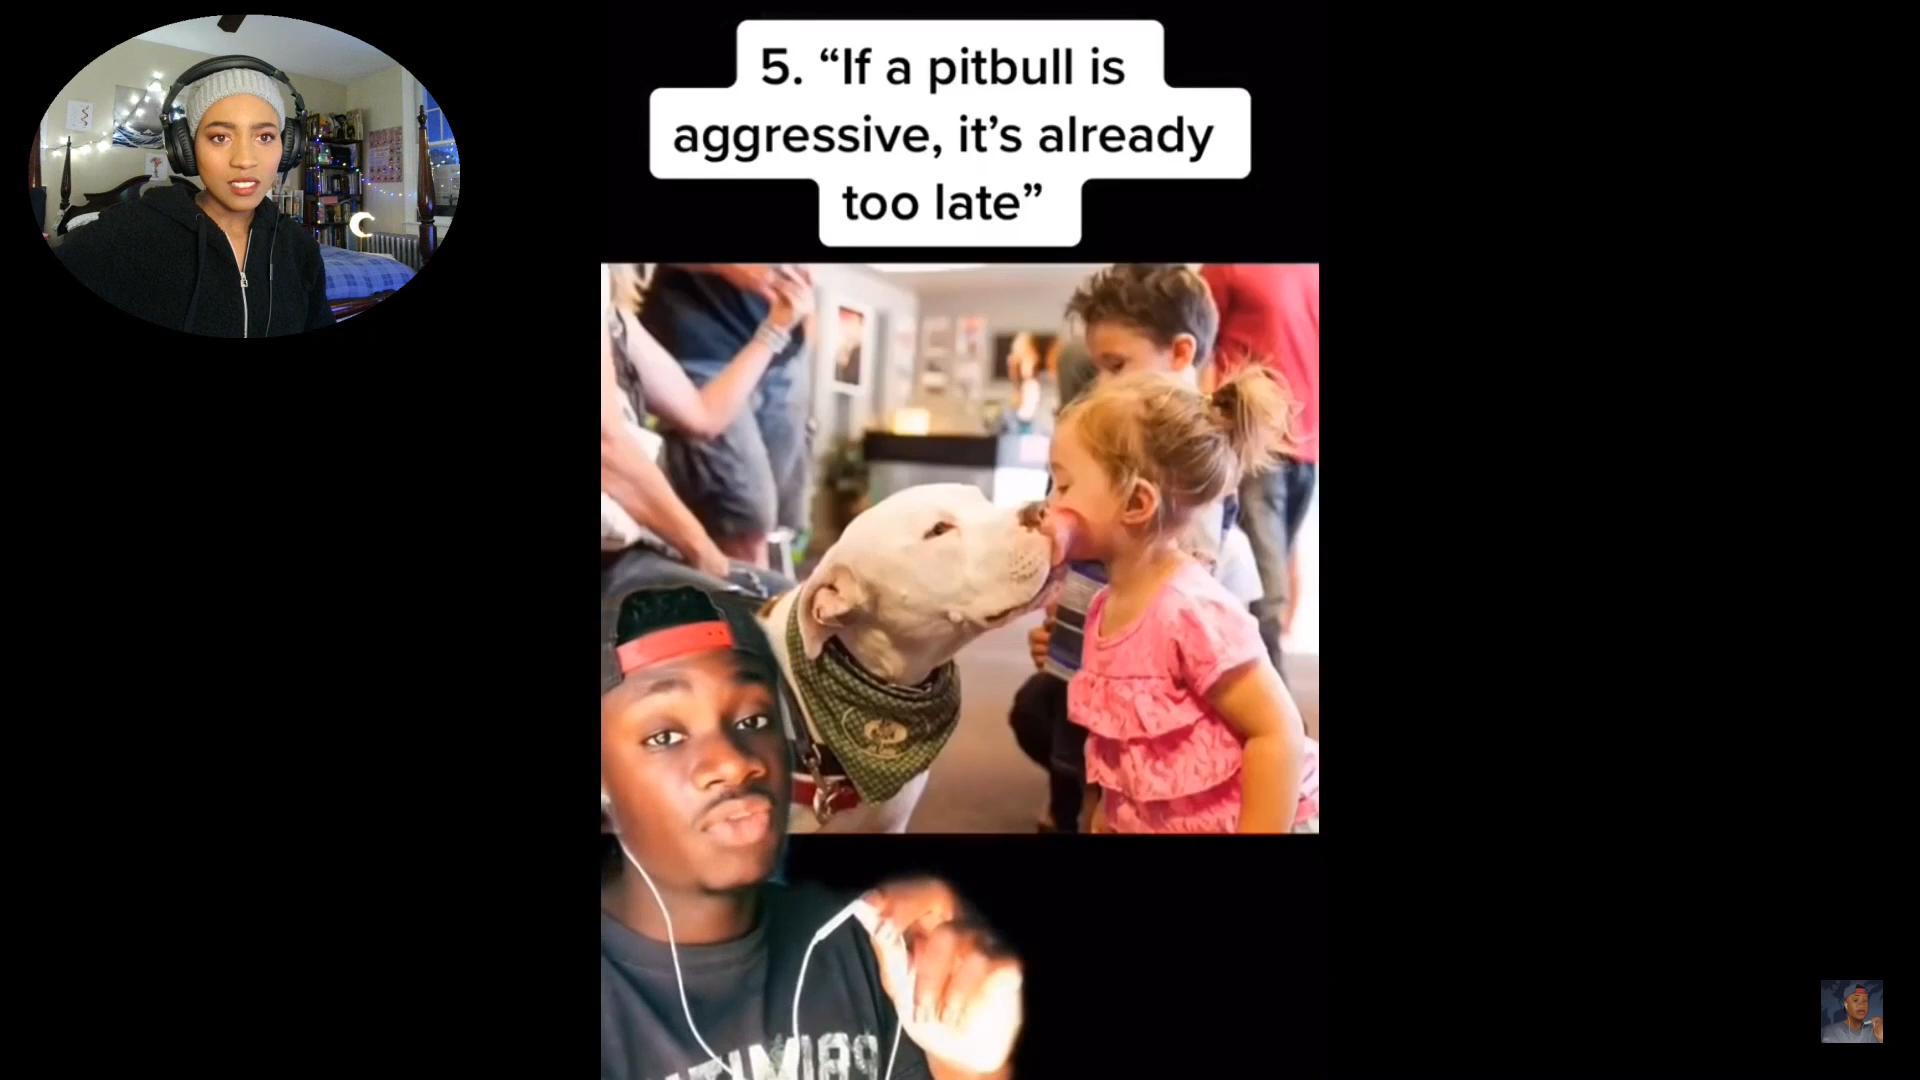 5. “If a pitbull is
aggressive, it’s already
too late”